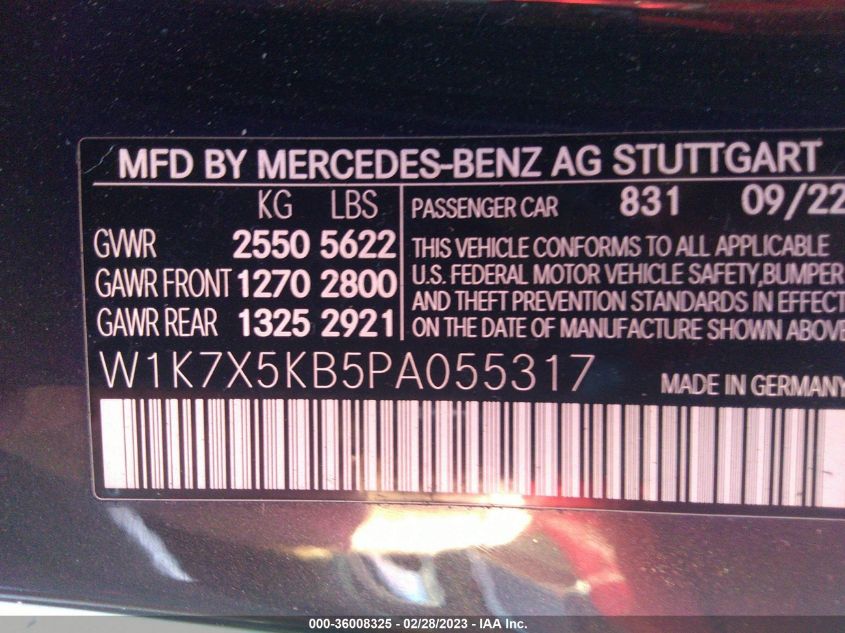 MFD BY MERCEDES-BENZ AG STUTTGART
KG LBS
GVWR 2550 5622
GAWR FRONT 1270 2800
GAWR REAR 1325 2921
PASSENGER CAR 831 09/22
THIS VEHICLE CONFORMS TO ALL APPLICABLE
U.S. FEDERAL MOTOR VEHICLE SAFETY, BUMPER
AND THEFT PREVENTION STANDARDS IN EFFECT
ON THE DATE OF MANUFACTURE SHOWN ABOVE
W1K7X5KB5PA055317 MADE IN GERMANY
000-36008325 - 02/28/2023 - IAA Inc.